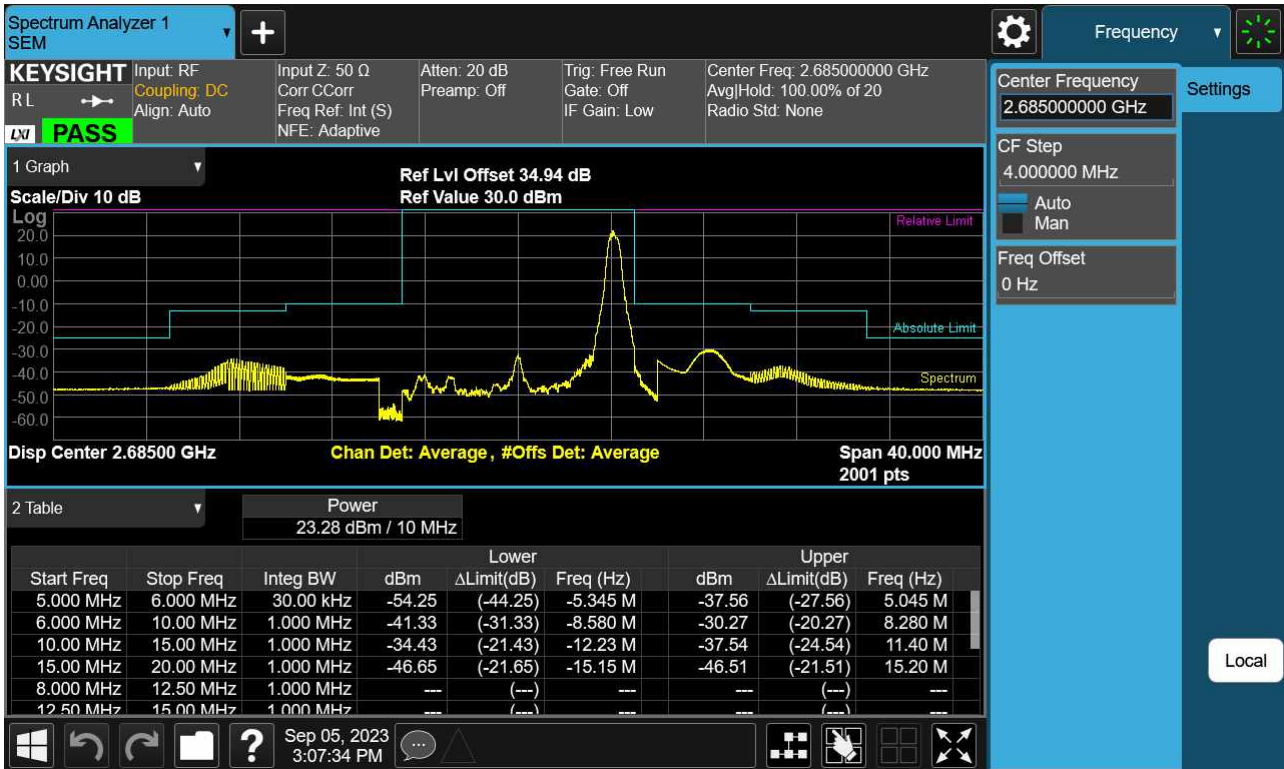 Spectrum Analyzer 1
SEM
Frequency
KEYSIGHT
R L
LXI PASS
Input: RF
Coupling: DC
Align: Auto
Input Z: 50 Ω
Corr CCorr
Freq Ref: Int (S)
NFE: Adaptive
Atten: 20 dB
Preamp: Off
Trig: Free Run
Gate: Off
IF Gain: Low
Center Freq: 2.685000000 GHz
Avg|Hold: 100.00% of 20
Radio Std: None
Center Frequency
2.685000000 GHz
Settings
CF Step
4.000000 MHz
Auto
Man
Freq Offset
0 Hz
Local
1 Graph
Scale/Div 10 dB
Ref Lvl Offset 34.94 dB
Ref Value 30.0 dBm
Log
20.0
10.0
0.00
-10.0
-20.0
-30.0
-40.0
-50.0
-60.0
Relative Limit
Absolute Limit
Spectrum
Disp Center 2.68500 GHz
Chan Det: Average , #Offs Det: Average
Span 40.000 MHz
2001 pts
2 Table
Power
23.28 dBm / 10 MHz
Lower Upper
Start Freq Stop Freq Integ BW dBm ΔLimit(dB) Freq (Hz) dBm ΔLimit(dB) Freq (Hz)
5.000 MHz 6.000 MHz 30.00 kHz -54.25 (-44.25) -5.345 M -37.56 (-27.56) 5.045 M
6.000 MHz 10.00 MHz 1.000 MHz -41.33 (-31.33) -8.580 M -30.27 (-20.27) 8.280 M
10.00 MHz 15.00 MHz 1.000 MHz -34.43 (-21.43) -12.23 M -37.54 (-24.54) 11.40 M
15.00 MHz 20.00 MHz 1.000 MHz -46.65 (-21.65) -15.15 M -46.51 (-21.51) 15.20 M
8.000 MHz 12.50 MHz 1.000 MHz --- (---) --- --- (---) ---
12.50 MHz 15.00 MHz 1.000 MHz --- (---) --- --- (---) ---
?
Sep 05, 2023
3:07:34 PM